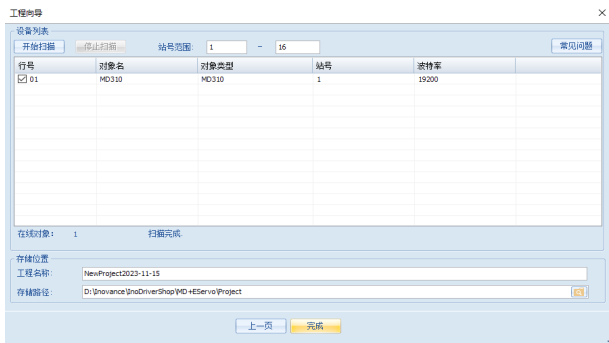 工程向导
设备列表
开始扫描 停止扫描 站号范围: 1 - 16 常见问题
行号 对象名 对象类型 站号 波特率
01 MD310 MD310 1 19200
在线对象: 1 扫描完成.
存储位置
工程名称: NewProject2023-11-15
存储路径: D:\Inovance\InoDriverShop\MD+EServo\Project
上一页 完成